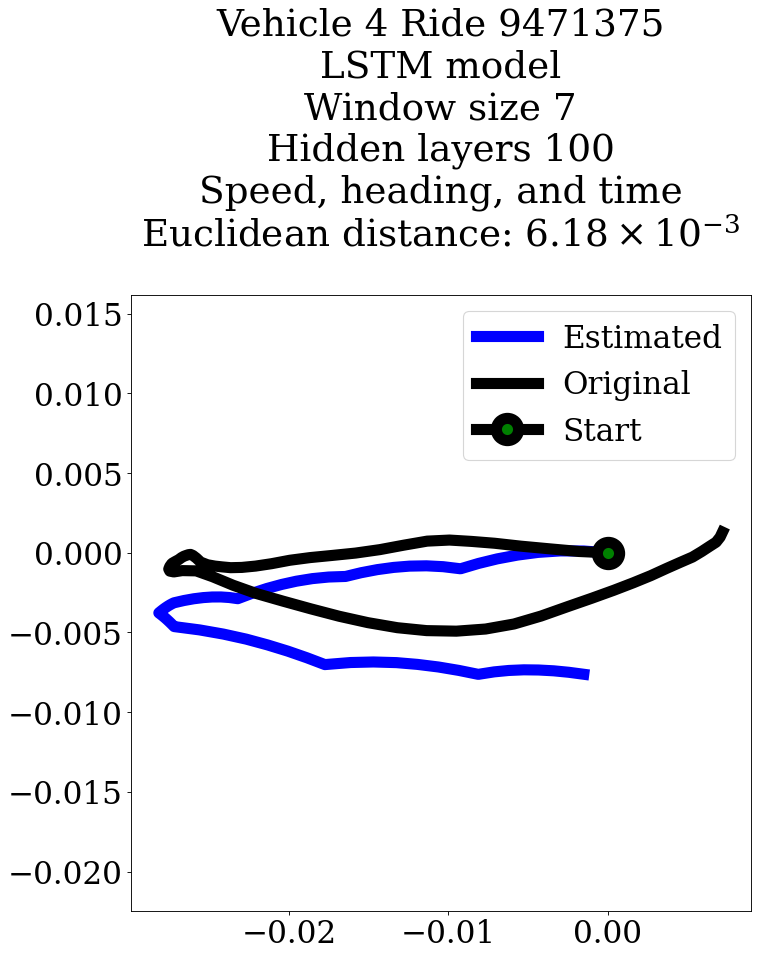 Vehicle 4 Ride 9471375
LSTM model
Window size 7
Hidden layers 100
Speed, heading, and time
Euclidean distance: 6.18 × 10⁻³
0.015
Estimated
0.010
Original
0.005
Start
0.000
−0.005
−0.010
−0.015
−0.020
−0.02 −0.01 0.00